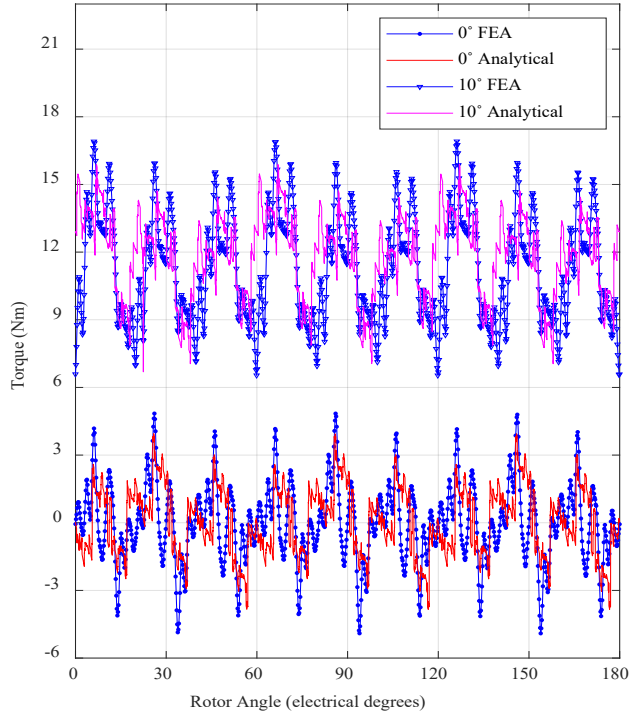 21
18
15
12
9
6
3
0
-3
-6
Torque (Nm)
0˚ FEA
0˚ Analytical
10˚ FEA
10˚ Analytical
0 30 60 90 120 150 180
Rotor Angle (electrical degrees)